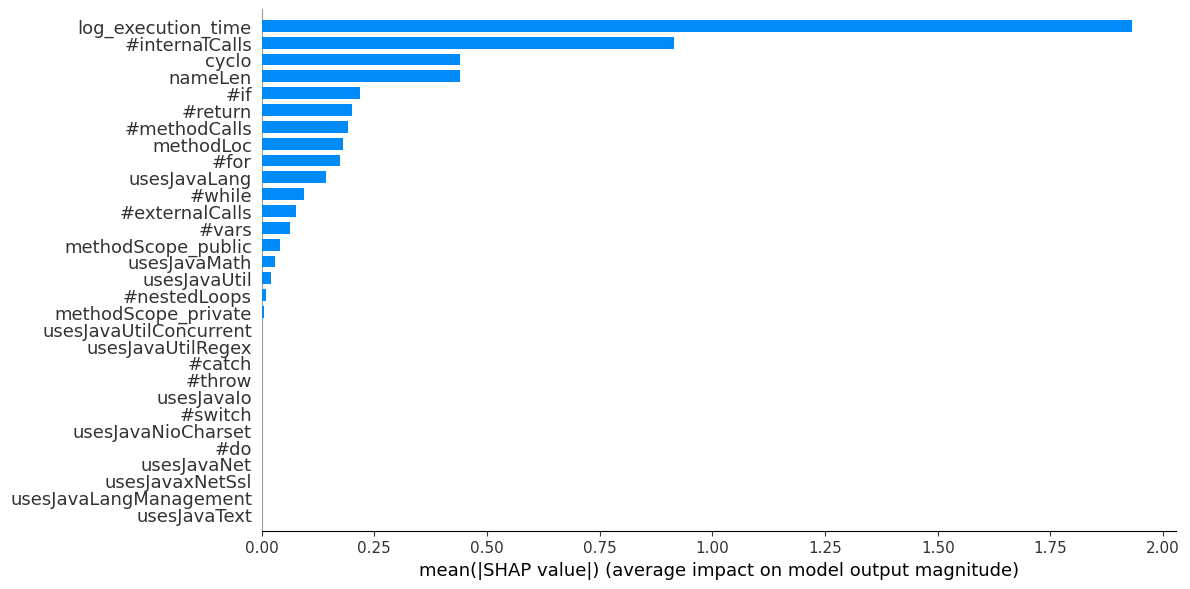 log_execution_time
#internalCalls
cyclo
nameLen
#if
#return
#methodCalls
methodLoc
#for
usesJavaLang
#while
#externalCalls
#vars
methodScope_public
usesJavaMath
usesJavaUtil
#nestedLoops
methodScope_private
usesJavaUtilConcurrent
usesJavaUtilRegex
#catch
#throw
usesJavaIo
#switch
usesJavaNioCharset
#do
usesJavaNet
usesJavaxNetSsl
usesJavaLangManagement
usesJavaText
0.00 0.25 0.50 0.75 1.00 1.25 1.50 1.75 2.00
mean(|SHAP value|) (average impact on model output magnitude)